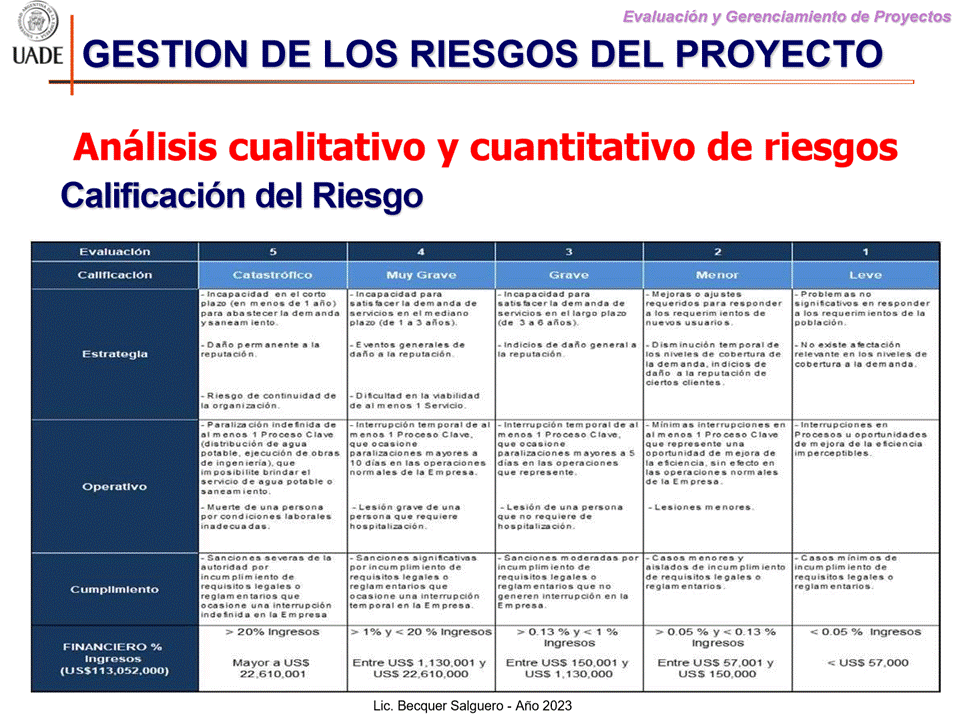 Evaluación y Gerenciamiento de Proyectos
UADE
GESTION DE LOS RIESGOS DEL PROYECTO
Análisis cualitativo y cuantitativo de riesgos
Calificación del Riesgo
Evaluación 5 4 3 2 1
Calificación Catastrófico Muy Grave Grave Menor Leve
Estrategia
- Incapacidad en el corto
plazo (en menos de 1 año)
para abastecer la demanda
y saneamiento.
- Daño permanente a la
reputación.
- Riesgo de continuidad de
la organización.
- Incapacidad para
satisfacer la demanda de
servicios en el mediano
plazo (de 1 a 3 años).
- Eventos generales de
daño a la reputación.
- Dificultad en la viabilidad
de al menos 1 Servicio.
- Incapacidad para
satisfacer la demanda de
servicios en el largo plazo
(de 3 a 6 años).
- Indicios de daño general a
la reputación.
- Mejoras o ajustes
requeridos para responder
a los requerimientos de
nuevos usuarios.
- Disminución temporal de
los niveles de cobertura de
la demanda, indicios de
daño a la reputación de
ciertos clientes.
- Problemas no
significativos en responder
a los requerimientos de la
población.
- No existe afectación
relevante en los niveles de
cobertura a la demanda.
Operativo
- Paralización indefinida de
al menos 1 Proceso Clave
(distribución de agua
potable, ejecución de obras
de ingeniería), que
imposibilite brindar el
servicio de agua potable o
saneamiento.
- Muerte de una persona
por condiciones laborales
inadecuadas.
- Interrupción temporal de al
menos 1 Proceso Clave,
que ocasione
paralizaciones mayores a
10 días en las operaciones
normales de la Empresa.
- Lesión grave de una
persona que requiere
hospitalización.
- Interrupción temporal de al
menos 1 Proceso Clave,
que ocasione
paralizaciones mayores a 5
días en las operaciones
que represente.
- Lesión de una persona
que no requiere de
hospitalización.
- Mínimas interrupciones en
al menos 1 Proceso Clave
que represente una
oportunidad de mejora de
la eficiencia, sin efecto en
las operaciones normales
de la Empresa.
- Lesiones menores.
- Interrupciones en
Procesos u oportunidades
de mejora de la eficiencia
imperceptibles.
Cumplimiento
- Sanciones severas de la
autoridad por
incumplimiento de
requisitos legales o
reglamentarios que
ocasione una interrupción
indefinida en la Empresa
- Sanciones significativas
por incumplimiento de
requisitos legales o
reglamentarios que
ocasione una interrupción
temporal en la Empresa.
- Sanciones moderadas por
incumplimiento de
requisitos legales o
reglamentarios que no
generen interrupción en la
Empresa.
- Casos menores y
aislados de incumplimiento
de requisitos legales o
reglamentarios.
- Casos mínimos de
incumplimiento de
requisitos legales o
reglamentarios.
FINANCIERO %
Ingresos
(US$113,052,000)
> 20% Ingresos
Mayor a US$
22,610,001
> 1% y < 20 % Ingresos
Entre US$ 1,130,001 y
US$ 22,610,000
> 0.13 % y < 1 %
Ingresos
Entre US$ 150,001 y
US$ 1,130,000
> 0.05 % y < 0.13 %
Ingresos
Entre US$ 57,001 y
US$ 150,000
< 0.05 % Ingresos
< US$ 57,000
Lic. Becquer Salguero - Año 2023